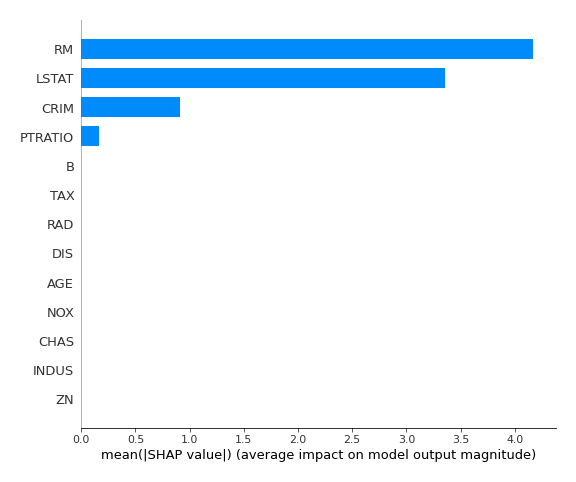 RM
LSTAT
CRIM
PTRATIO
B
TAX
RAD
DIS
AGE
NOX
CHAS
INDUS
ZN
0.0 0.5 1.0 1.5 2.0 2.5 3.0 3.5 4.0
mean(|SHAP value|) (average impact on model output magnitude)